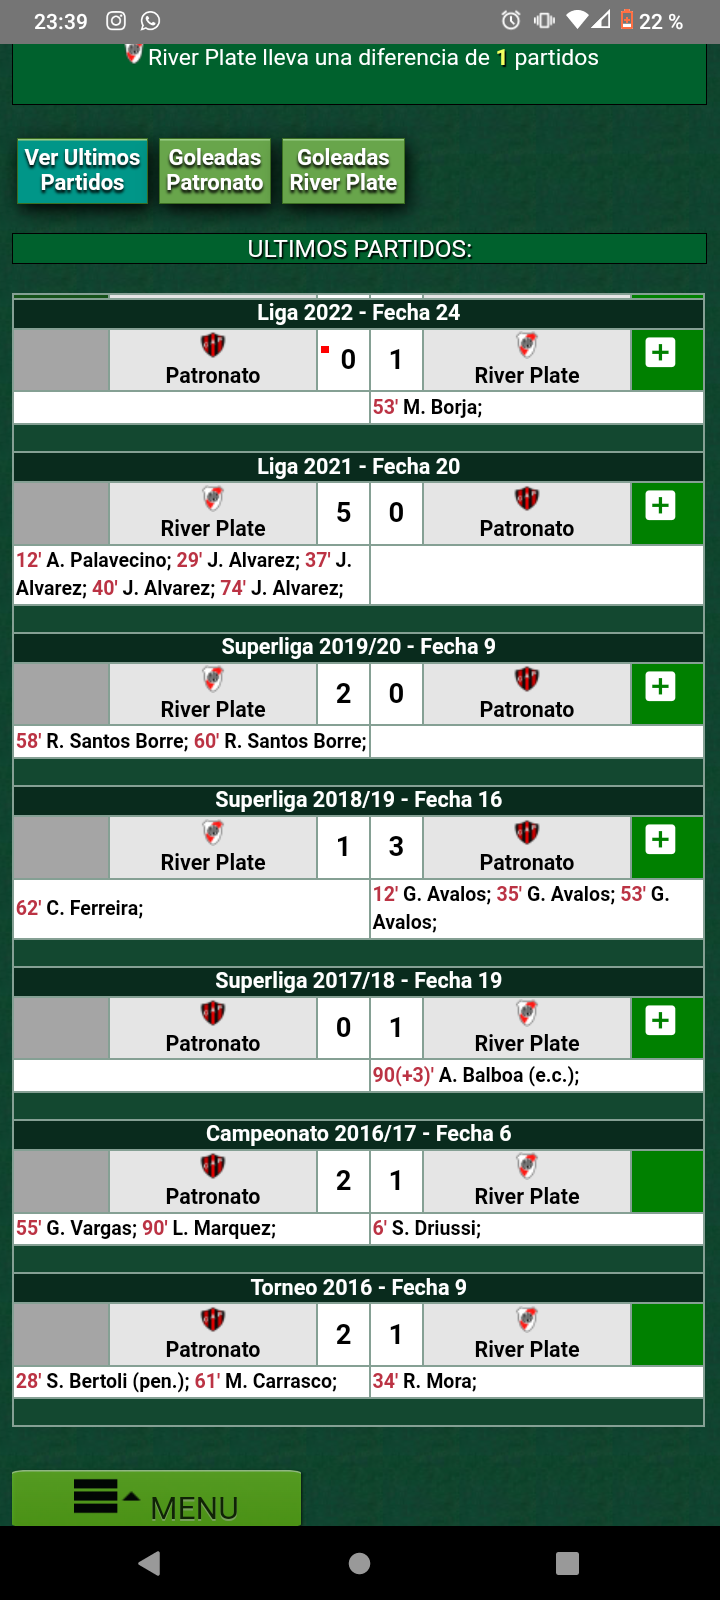 23:39
22 %
River Plate lleva una diferencia de 1 partidos
Ver Ultimos
Partidos
Goleadas
Patronato
Goleadas
River Plate
ULTIMOS PARTIDOS:
Liga 2022 - Fecha 24
Patronato 0 1 River Plate
53' M. Borja;
Liga 2021 - Fecha 20
River Plate 5 0 Patronato
12' A. Palavecino; 29' J. Alvarez; 37' J.
Alvarez; 40' J. Alvarez; 74' J. Alvarez;
Superliga 2019/20 - Fecha 9
River Plate 2 0 Patronato
58' R. Santos Borre; 60' R. Santos Borre;
Superliga 2018/19 - Fecha 16
River Plate 1 3 Patronato
62' C. Ferreira;
12' G. Avalos; 35' G. Avalos; 53' G.
Avalos;
Superliga 2017/18 - Fecha 19
Patronato 0 1 River Plate
90(+3)' A. Balboa (e.c.);
Campeonato 2016/17 - Fecha 6
Patronato 2 1 River Plate
55' G. Vargas; 90' L. Marquez;
6' S. Driussi;
Torneo 2016 - Fecha 9
Patronato 2 1 River Plate
28' S. Bertoli (pen.); 61' M. Carrasco;
34' R. Mora;
MENU